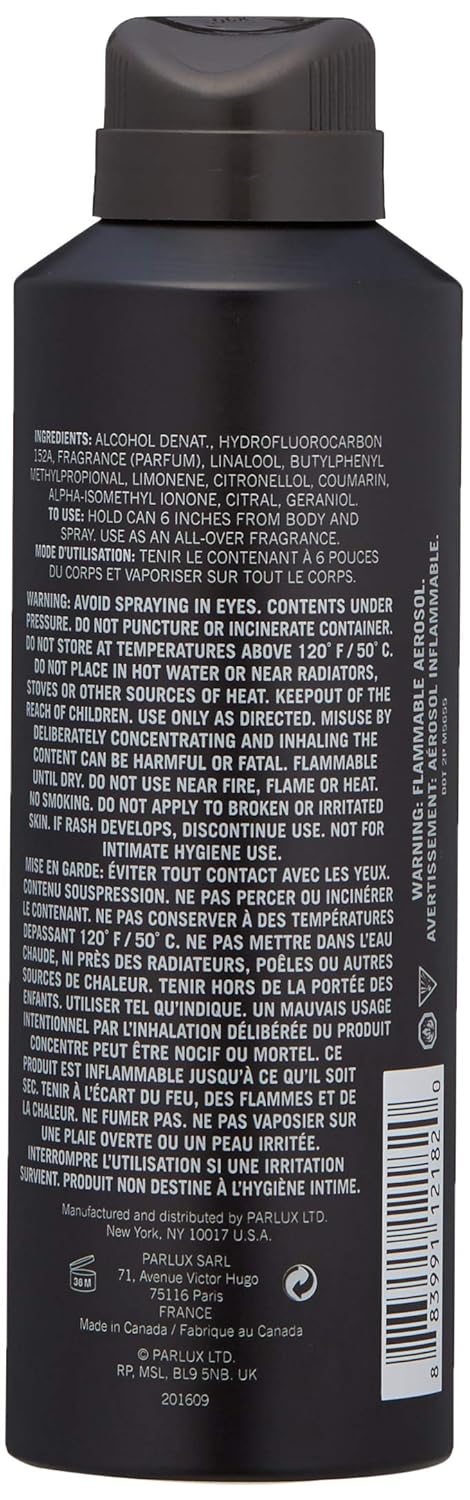 INGREDIENTS: ALCOHOL DENAT., HYDROFLUOROCARBON
152A, FRAGRANCE (PARFUM), LINALOOL, BUTYLPHENYL
METHYLPROPIONAL, LIMONENE, CITRONELLOL, COUMARIN,
ALPHA-ISOMETHYL IONONE, CITRAL, GERANIOL.
TO USE: HOLD CAN 6 INCHES FROM BODY AND
SPRAY. USE AS AN ALL-OVER FRAGRANCE.
MODE D'UTILISATION: TENIR LE CONTENANT À 6 POUCES
DU CORPS ET VAPORISER SUR TOUT LE CORPS.
WARNING: AVOID SPRAYING IN EYES. CONTENTS UNDER
PRESSURE. DO NOT PUNCTURE OR INCINERATE CONTAINER.
DO NOT STORE AT TEMPERATURES ABOVE 120° F / 50° C.
DO NOT PLACE IN HOT WATER OR NEAR RADIATORS,
STOVES OR OTHER SOURCES OF HEAT. KEEPOUT OF THE
REACH OF CHILDREN. USE ONLY AS DIRECTED. MISUSE BY
DELIBERATELY CONCENTRATING AND INHALING THE
CONTENT CAN BE HARMFUL OR FATAL. FLAMMABLE
UNTIL DRY. DO NOT USE NEAR FIRE, FLAME OR HEAT.
NO SMOKING. DO NOT APPLY TO BROKEN OR IRRITATED
SKIN. IF RASH DEVELOPS, DISCONTINUE USE. NOT FOR
INTIMATE HYGIENE USE.
MISE EN GARDE: ÉVITER TOUT CONTACT AVEC LES YEUX.
CONTENU SOUSPRESSION. NE PAS PERCER OU INCINÉRER
LE CONTENANT. NE PAS CONSERVER À DES TEMPÉRATURES
DEPASSANT 120° F / 50° C. NE PAS METTRE DANS L'EAU
CHAUDE, NI PRÈS DES RADIATEURS, POÊLES OU AUTRES
SOURCES DE CHALEUR. TENIR HORS DE LA PORTÉE DES
ENFANTS. UTILISER TEL QU'INDIQUE. UN MAUVAIS USAGE
INTENTIONNEL PAR L'INHALATION DÉLIBÉRÉE DU PRODUIT
CONCENTRE PEUT ÊTRE NOCIF OU MORTEL. CE
PRODUIT EST INFLAMMABLE JUSQU'À CE QU'IL SOIT
SEC. TENIR À L'ÉCART DU FEU, DES FLAMMES ET DE
LA CHALEUR. NE FUMER PAS. NE PAS VAPORISER SUR
UNE PLAIE OVERTE OU UN PEAU IRRITÉE.
INTERROMPRE L'UTILISATION SI UNE IRRITATION
SURVIENT. PRODUIT NON DESTINE À L'HYGIÈNE INTIME.
Manufactured and distributed by PARLUX LTD.
New York, NY 10017 U.S.A.
36 M
PARLUX SARL
71, Avenue Victor Hugo
75116 Paris
FRANCE
Made in Canada / Fabrique au Canada
© PARLUX LTD.
RP, MSL, BL9 5NB. UK
201609
WARNING: FLAMMABLE AEROSOL.
AVERTISSEMENT: AÉROSOL INFLAMMABLE.
DOT 2P M5655
8 83991 12182 0